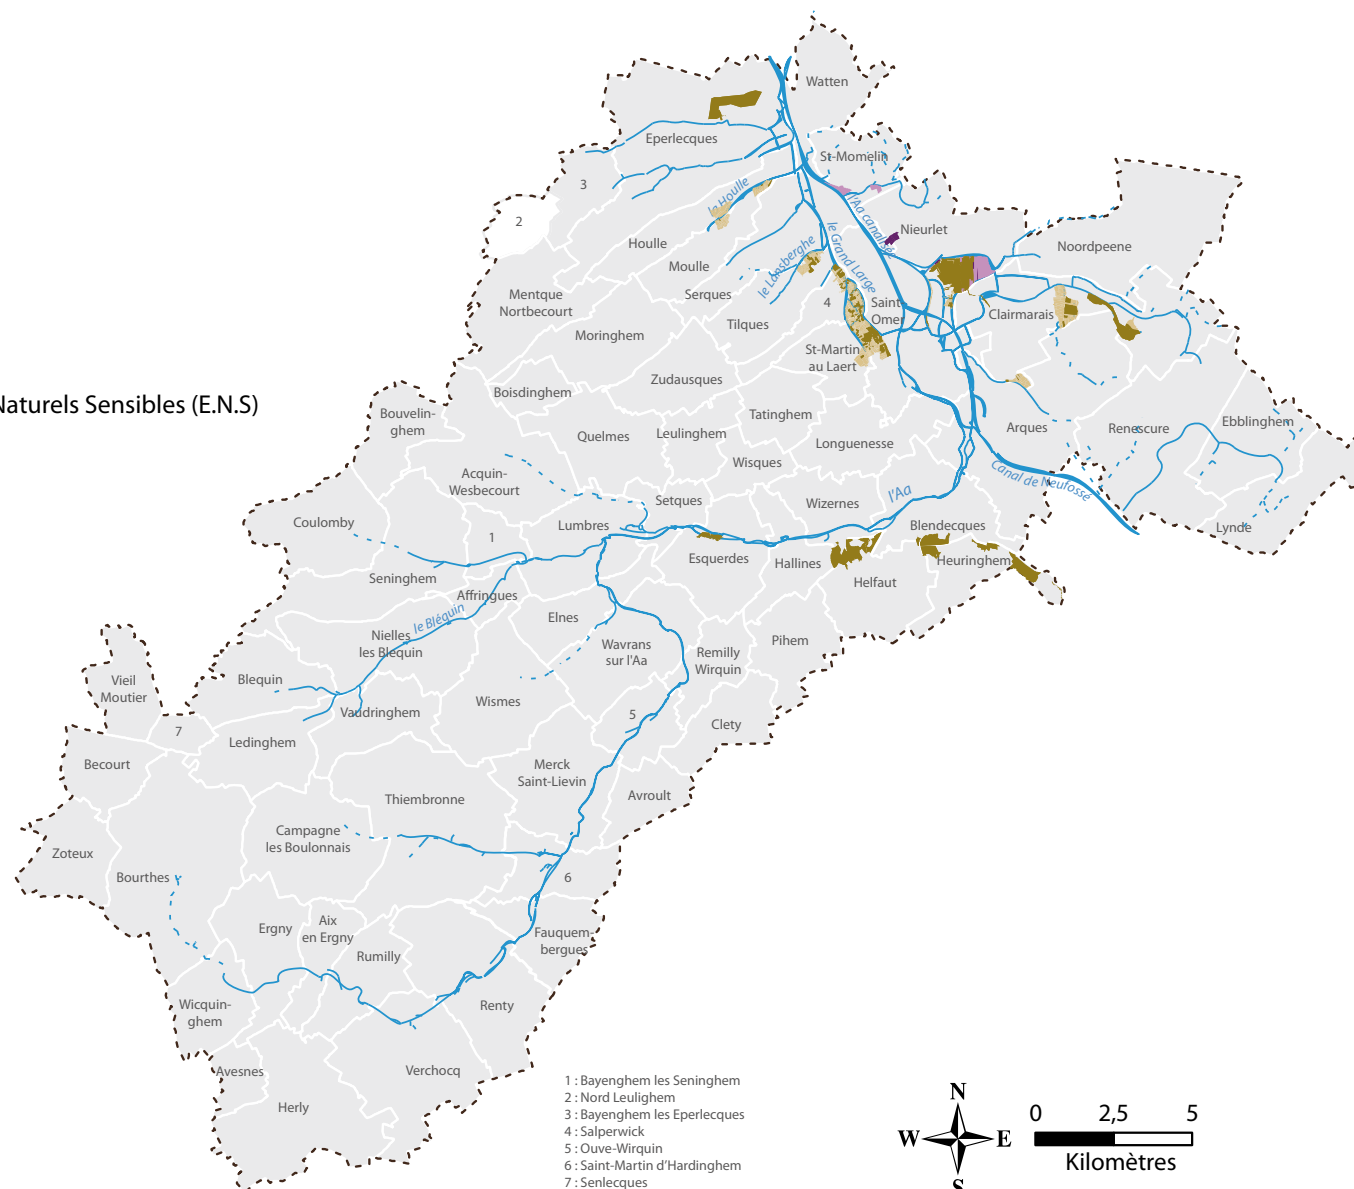 Watten
Eperlecques
St-Momelin
3
le Houlle
l'Aa canalisée
2
Nieurlet
Houlle
le Grand Large
Noordpeene
Moulle
le Lansberghe
Mentque
Nortbecourt
Serques
4
Saint-
Omer
Clairmarais
Tilques
Moringhem
St-Martin
au Laert
Zudausques
Boisdinghem
Naturels Sensibles (E.N.S)
Bouvelin-
ghem
Tatinghem
Ebblinghem
Quelmes
Leulinghem
Longuenesse
Arques
Renescure
Wisques
Acquin-
Wesbecourt
Canal de Neufossé
Setques
l'Aa
Wizernes
Coulomby
Lumbres
Blendecques
Lynde
1
Esquerdes
Hallines
Heuringhem
Seninghem
Helfaut
Affringues
le Bléquin
Elnes
Nielles
les Blequin
Wavrans
sur l'Aa
Pihem
Remilly
Wirquin
Vieil
Moutier
Blequin
Wismes
Vaudringhem
5
Clety
7
Ledinghem
Becourt
Merck
Saint-Lievin
Thiembronne
Avroult
Campagne
les Boulonnais
Zoteux
Bourthes
6
Ergny
Aix
en Ergny
Fauquem-
bergues
Rumilly
Wicquin-
ghem
Renty
Avesnes
Verchocq
Herly
1 : Bayenghem les Seninghem
2 : Nord Leulighem
3 : Bayenghem les Eperlecques
4 : Salperwick
5 : Ouve-Wirquin
6 : Saint-Martin d'Hardinghem
7 : Senlecques
N
W E
S
0 2,5 5
Kilomètres